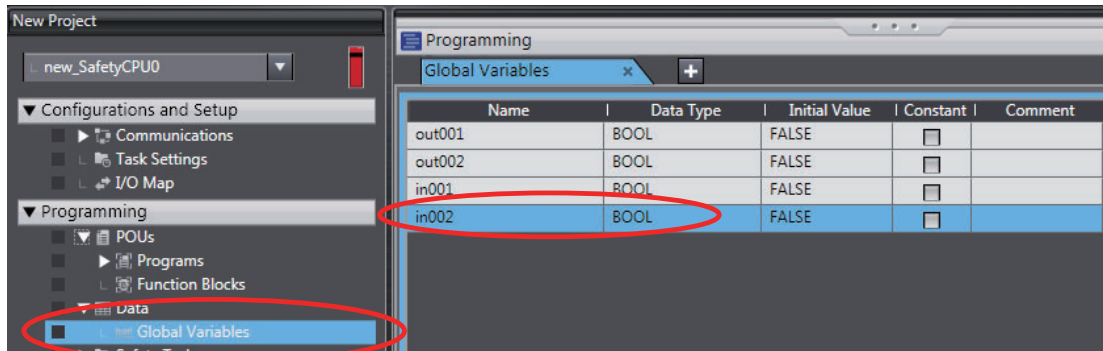 New Project
new_SafetyCPU0
Configurations and Setup
Communications
Task Settings
I/O Map
Programming
POUs
Programs
Function Blocks
Data
Global Variables
Programming
Global Variables
Name Data Type Initial Value Constant Comment
out001 BOOL FALSE
out002 BOOL FALSE
in001 BOOL FALSE
in002 BOOL FALSE